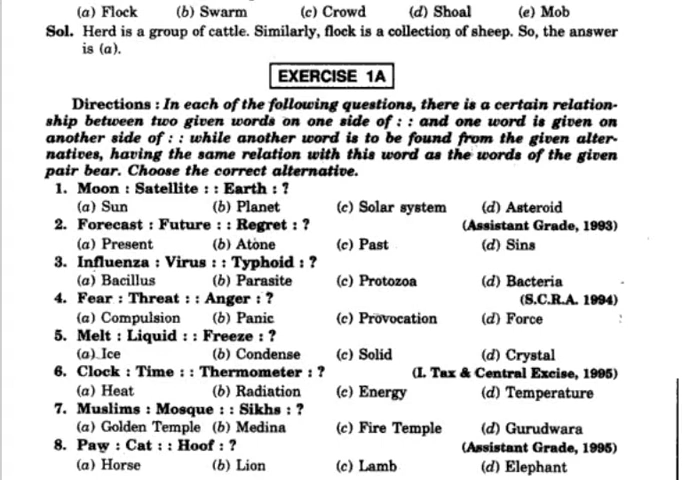 (a) Flock (b) Swarm (c) Crowd (d) Shoal (e) Mob
Sol. Herd is a group of cattle. Similarly, flock is a collection of sheep. So, the answer
is (a).
EXERCISE 1A
Directions : In each of the following questions, there is a certain relation-
ship between two given words on one side of : : and one word is given on
another side of : : while another word is to be found from the given alter-
natives, having the same relation with this word as the words of the given
pair bear. Choose the correct alternative.
1. Moon : Satellite : : Earth : ?
(a) Sun (b) Planet (c) Solar system (d) Asteroid
2. Forecast : Future : : Regret : ? (Assistant Grade, 1993)
(a) Present (b) Atone (c) Past (d) Sins
3. Influenza : Virus : : Typhoid : ?
(a) Bacillus (b) Parasite (c) Protozoa (d) Bacteria
4. Fear : Threat : : Anger : ? (S.C.R.A. 1994)
(a) Compulsion (b) Panic (c) Provocation (d) Force
5. Melt : Liquid : : Freeze : ?
(a) Ice (b) Condense (c) Solid (d) Crystal
6. Clock : Time : : Thermometer : ? (I. Tax & Central Excise, 1995)
(a) Heat (b) Radiation (c) Energy (d) Temperature
7. Muslims : Mosque : : Sikhs : ?
(a) Golden Temple (b) Medina (c) Fire Temple (d) Gurudwara
8. Paw : Cat : : Hoof : ? (Assistant Grade, 1995)
(a) Horse (b) Lion (c) Lamb (d) Elephant